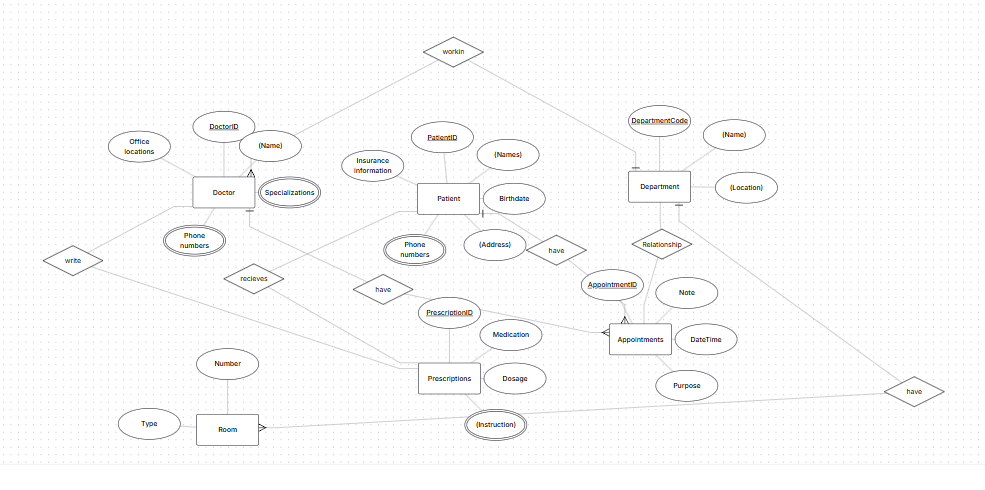 workin
DepartmentCode
DoctorID
(Name)
PatientID
(Name)
Office
locations
(Names)
Insurance
information
Doctor
Specializations
Patient
Birthdate
Department
(Location)
Phone
numbers
Phone
numbers
(Address)
have
Relationship
write
recieves
have
AppointmentID
Note
PrescriptionID
Medication
Appointments
DateTime
Number
Prescriptions
Dosage
Purpose
have
Type
Room
(Instruction)